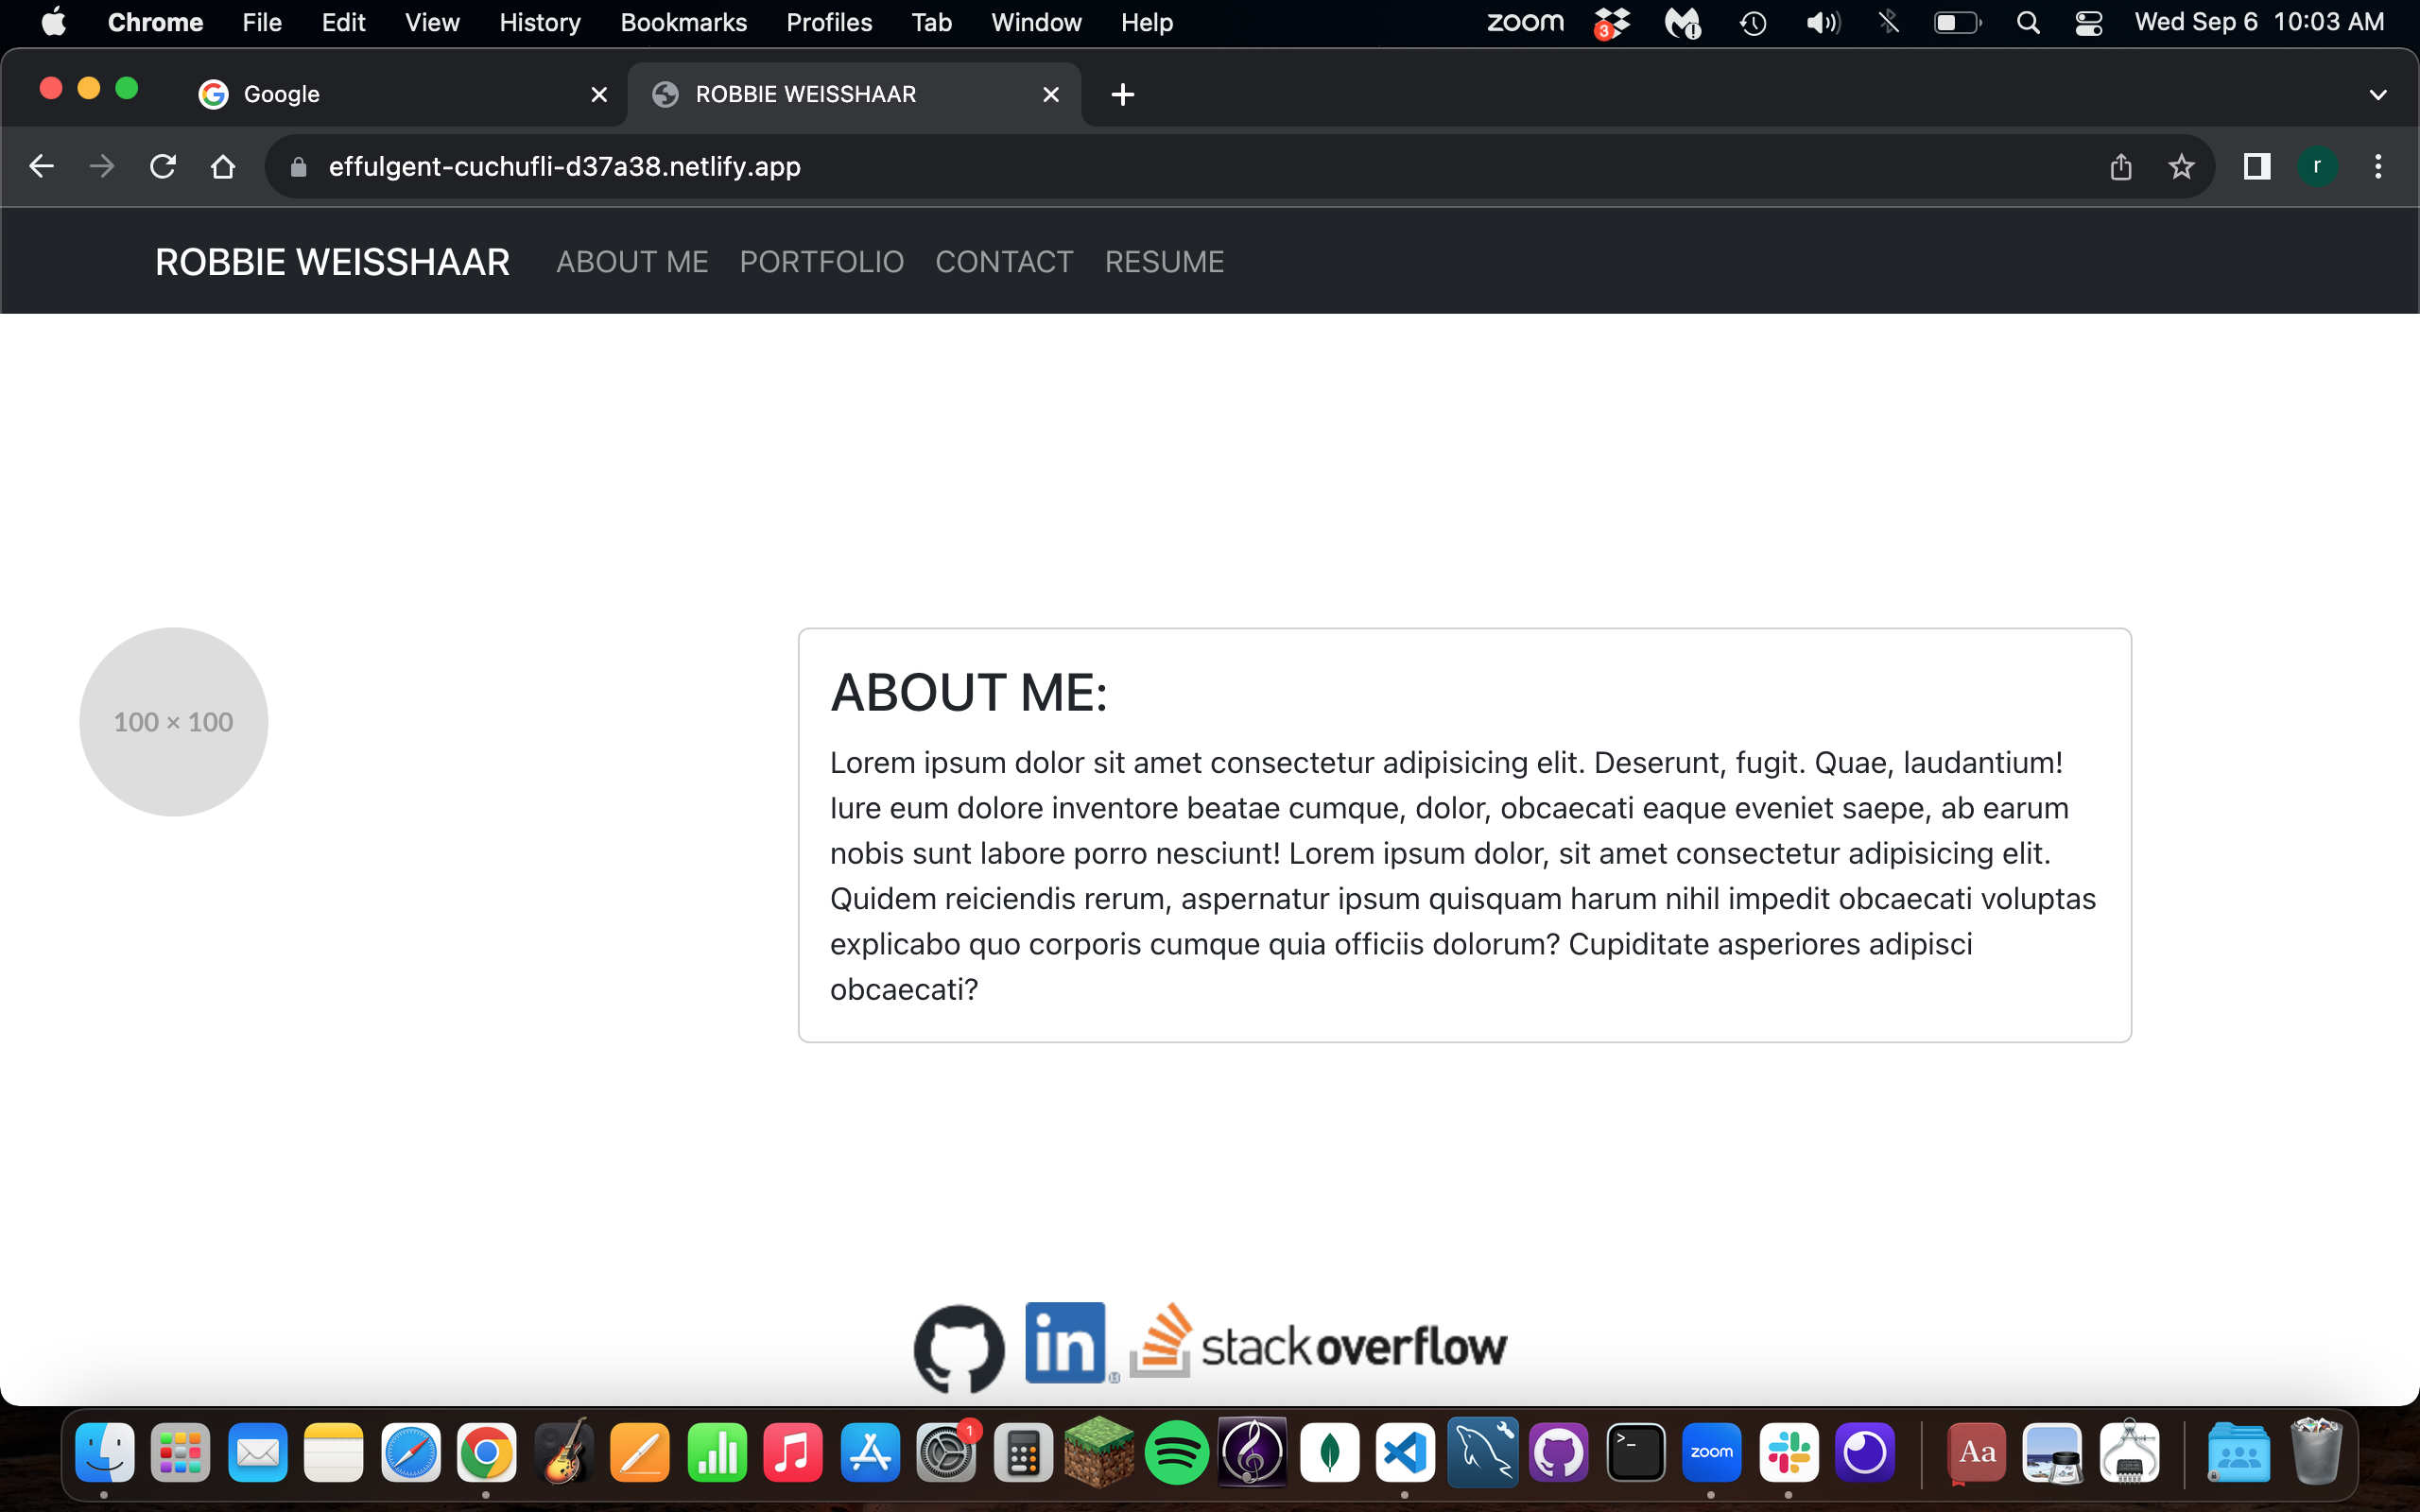 Chrome File Edit View History Bookmarks Profiles Tab Window Help zoom 3 Wed Sep 6 10:03 AM
Google ROBBIE WEISSHAAR
effulgent-cuchufli-d37a38.netlify.app r
ROBBIE WEISSHAAR ABOUT ME PORTFOLIO CONTACT RESUME
100 × 100
ABOUT ME:
Lorem ipsum dolor sit amet consectetur adipisicing elit. Deserunt, fugit. Quae, laudantium!
Iure eum dolore inventore beatae cumque, dolor, obcaecati eaque eveniet saepe, ab earum
nobis sunt labore porro nesciunt! Lorem ipsum dolor, sit amet consectetur adipisicing elit.
Quidem reiciendis rerum, aspernatur ipsum quisquam harum nihil impedit obcaecati voluptas
explicabo quo corporis cumque quia officiis dolorum? Cupiditate asperiores adipisci
obcaecati?
in ® stackoverflow
1 >_ zoom Aa